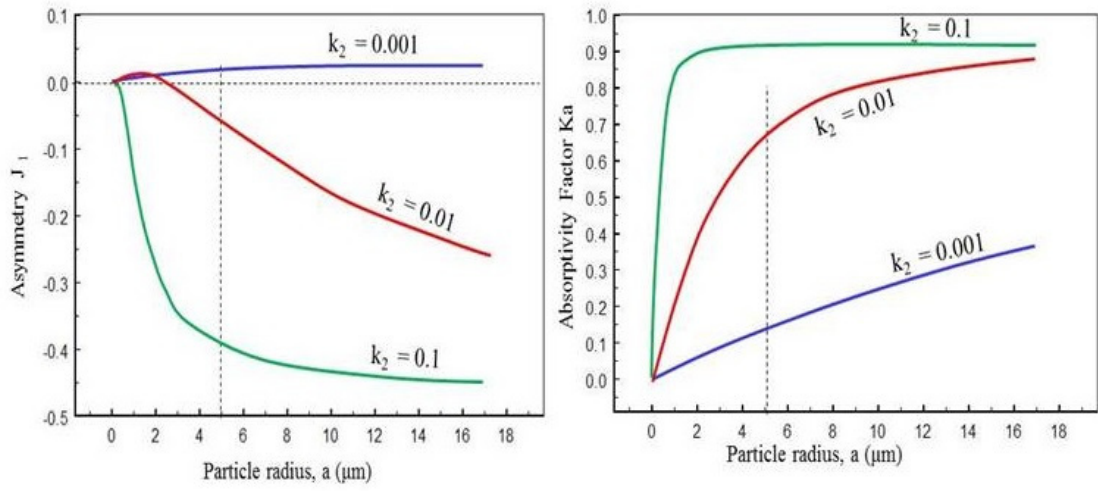 0.1
0.0
-0.1
-0.2
-0.3
-0.4
-0.5
Asymmetry J₁
k₂ = 0.001
k₂ = 0.01
k₂ = 0.1
0 2 4 6 8 10 12 14 16 18
Particle radius, a (μm)
1.0
0.9
0.8
0.7
0.6
0.5
0.4
0.3
0.2
0.1
0.0
Absorptivity Factor Ka
k₂ = 0.1
k₂ = 0.01
k₂ = 0.001
0 2 4 6 8 10 12 14 16 18
Particle radius, a (μm)